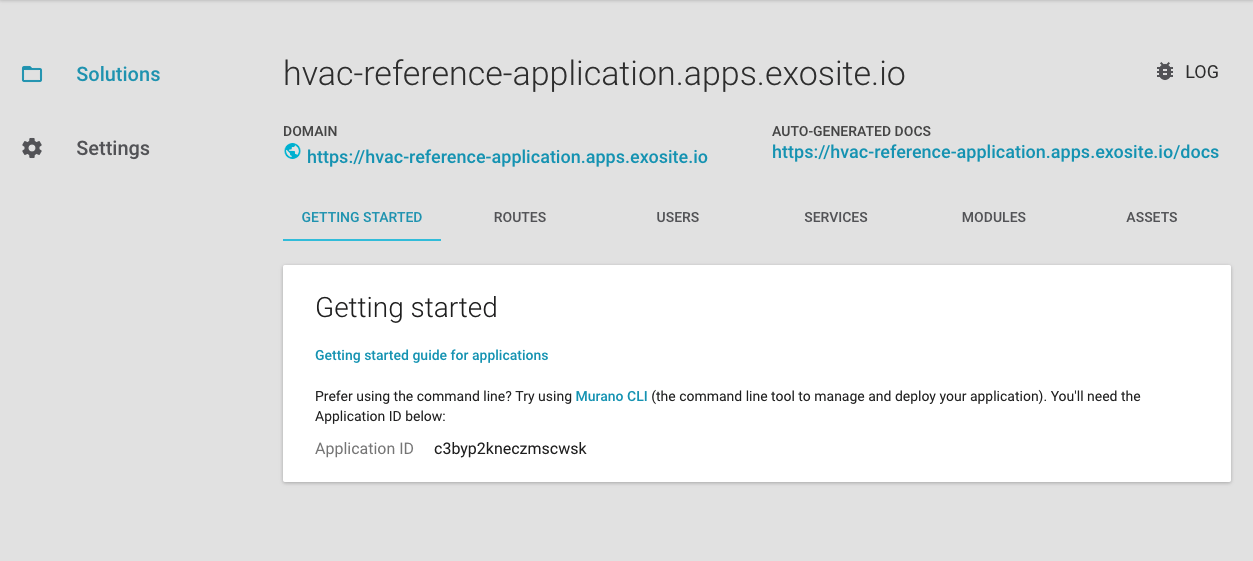 Solutions
Settings
hvac-reference-application.apps.exosite.io
LOG
DOMAIN
https://hvac-reference-application.apps.exosite.io
AUTO-GENERATED DOCS
https://hvac-reference-application.apps.exosite.io/docs
GETTING STARTED
ROUTES
USERS
SERVICES
MODULES
ASSETS
Getting started
Getting started guide for applications
Prefer using the command line? Try using Murano CLI (the command line tool to manage and deploy your application). You'll need the
Application ID below:
Application ID c3byp2kneczmscwsk